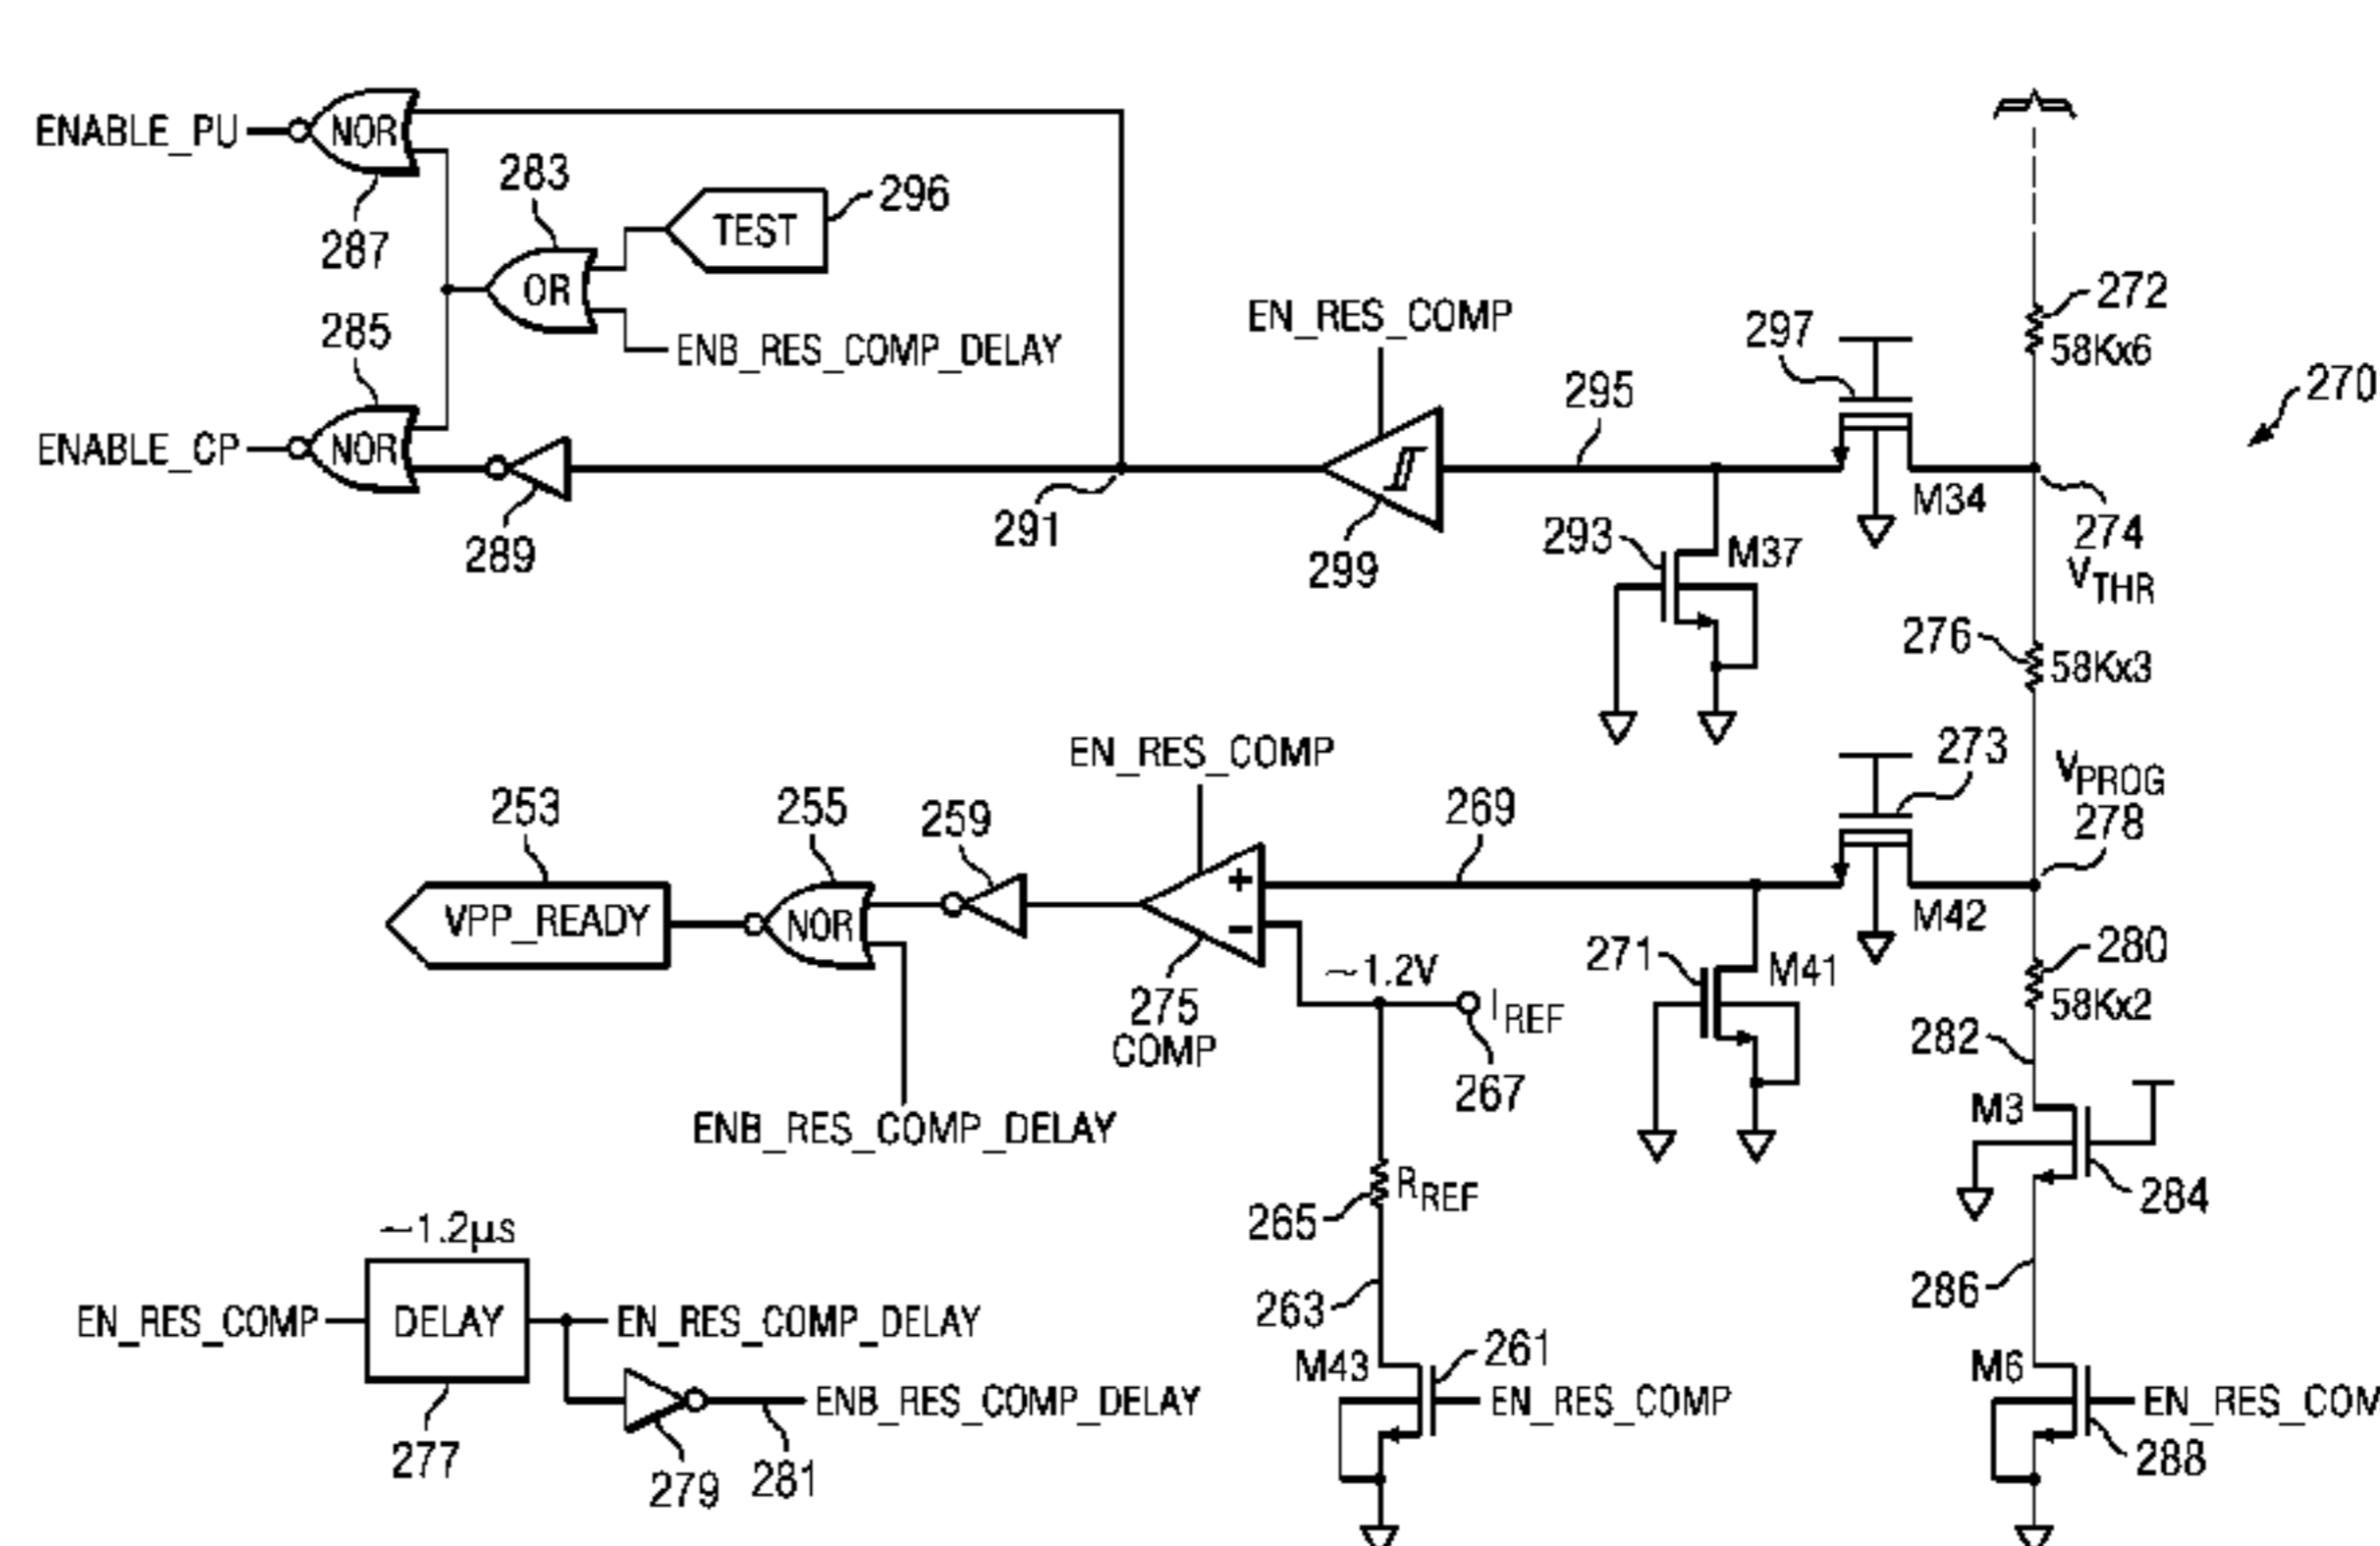 ENABLE_PU
NOR
287
283
OR
TEST
296
ENB_RES_COMP_DELAY
285
ENABLE_CP
NOR
289
291
EN_RES_COMP
299
295
297
M34
293
M37
272
58Kx6
270
274
VTHR
276
58Kx3
VPROG
278
273
M42
280
58Kx2
282
M3
284
286
M6
EN_RES_COM
288
253
VPP_READY
255
NOR
259
EN_RES_COMP
+
−
275
COMP
269
271
M41
~1.2V
IREF
267
ENB_RES_COMP_DELAY
RREF
265
263
M43
261
EN_RES_COMP
~1.2µs
EN_RES_COMP
DELAY
EN_RES_COMP_DELAY
277
279
281
ENB_RES_COMP_DELAY